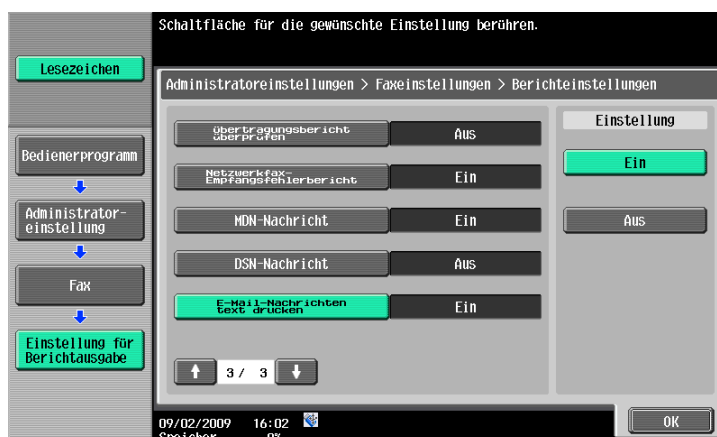 Schaltfläche für die gewünschte Einstellung berühren.
Lesezeichen
Bedienerprogramm
Administrator-
einstellung
Fax
Einstellung für
Berichtausgabe
Administratoreinstellungen > Faxeinstellungen > Berichteinstellungen
Übertragungsbericht
überprüfen
Aus
Netzwerkfax-
Empfangsfehlerbericht
Ein
MDN-Nachricht
Ein
DSN-Nachricht
Aus
E-Mail-Nachrichten
text drucken
Ein
3/ 3
Einstellung
Ein
Aus
09/02/2009 16:02
Speicher 0%
OK